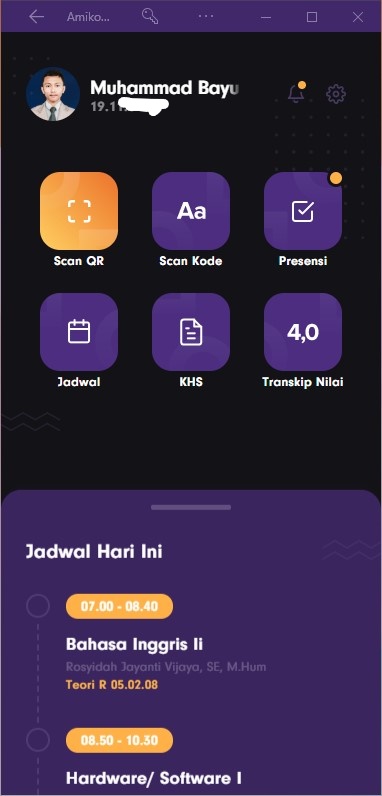 Amiko...
Muhammad Bayu
19.11.
Scan QR
Aa
Scan Kode
Presensi
Jadwal
KHS
4,0
Transkip Nilai
Jadwal Hari Ini
07.00 - 08.40
Bahasa Inggris Ii
Rosyidah Jayanti Vijaya, SE, M.Hum
Teori R 05.02.08
08.50 - 10.30
Hardware/ Software I